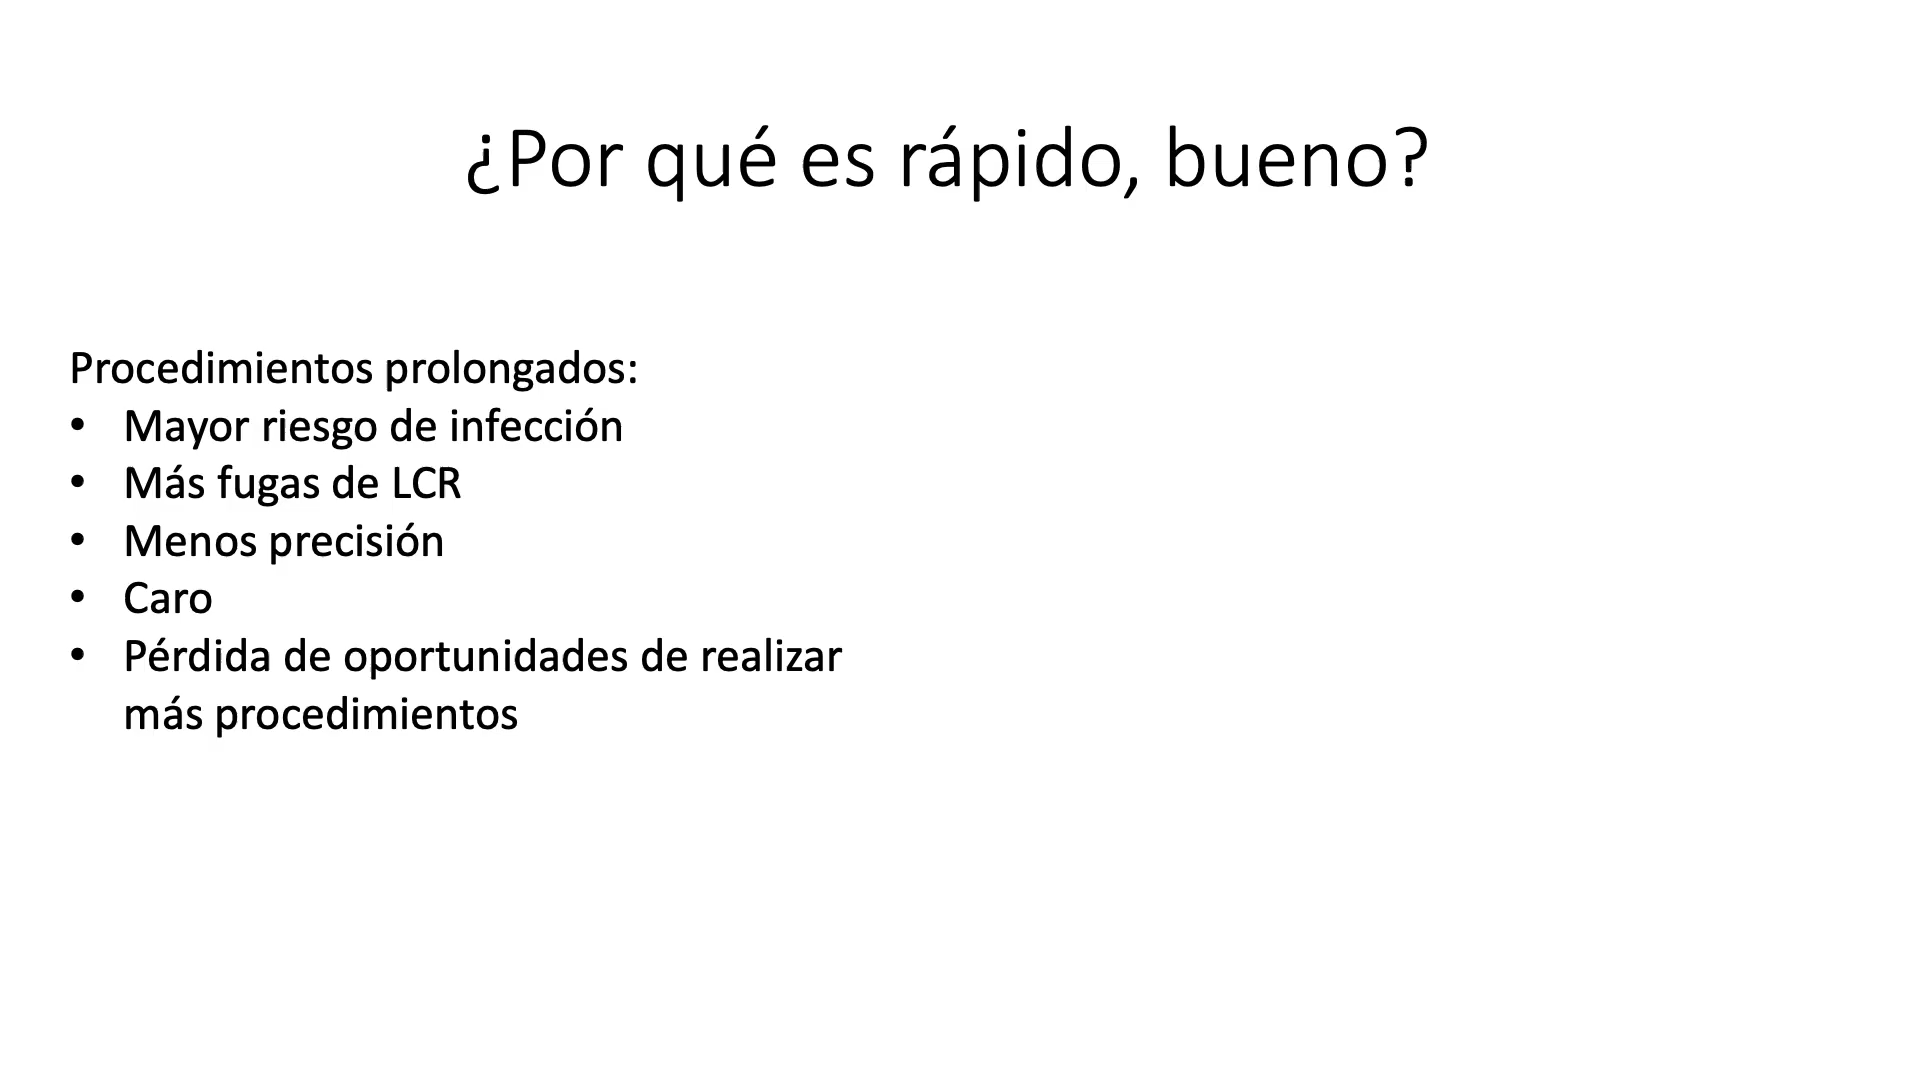 ¿Por qué es rápido, bueno?
Procedimientos prolongados:
• Mayor riesgo de infección
• Más fugas de LCR
• Menos precisión
• Caro
• Pérdida de oportunidades de realizar
más procedimientos